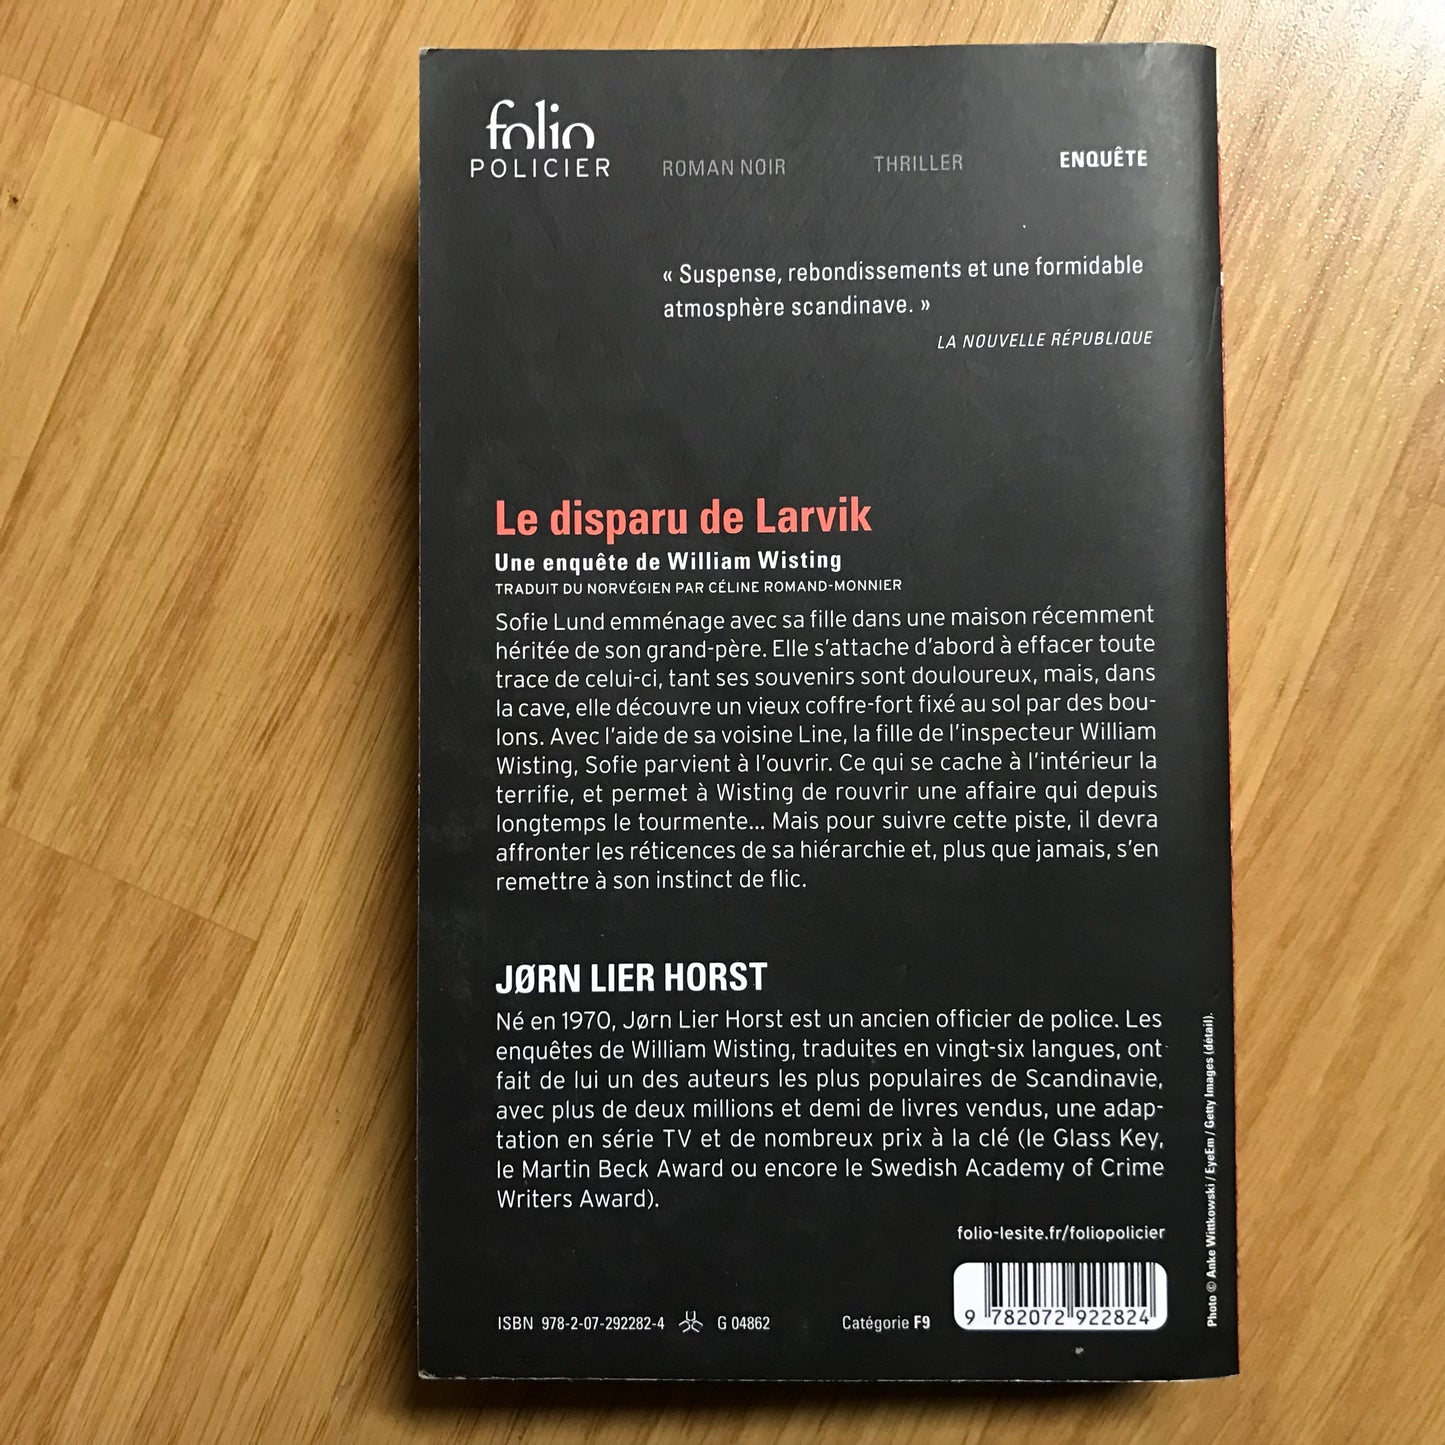 folio
POLICIER
ROMAN NOIR THRILLER ENQUÊTE
« Suspense, rebondissements et une formidable
atmosphère scandinave. »
LA NOUVELLE RÉPUBLIQUE
Le disparu de Larvik
Une enquête de William Wisting
TRADUIT DU NORVÉGIEN PAR CÉLINE ROMAND-MONNIER
Sofie Lund emménage avec sa fille dans une maison récemment
héritée de son grand-père. Elle s'attache d'abord à effacer toute
trace de celui-ci, tant ses souvenirs sont douloureux, mais, dans
la cave, elle découvre un vieux coffre-fort fixé au sol par des bou-
lons. Avec l'aide de sa voisine Line, la fille de l'inspecteur William
Wisting, Sofie parvient à l'ouvrir. Ce qui se cache à l'intérieur la
terrifie, et permet à Wisting de rouvrir une affaire qui depuis
longtemps le tourmente... Mais pour suivre cette piste, il devra
affronter les réticences de sa hiérarchie et, plus que jamais, s'en
remettre à son instinct de flic.
JØRN LIER HORST
Né en 1970, Jørn Lier Horst est un ancien officier de police. Les
enquêtes de William Wisting, traduites en vingt-six langues, ont
fait de lui un des auteurs les plus populaires de Scandinavie,
avec plus de deux millions et demi de livres vendus, une adap-
tation en série TV et de nombreux prix à la clé (le Glass Key,
le Martin Beck Award ou encore le Swedish Academy of Crime
Writers Award).
folio-lesite.fr/foliopolicier
ISBN 978-2-07-292282-4 G 04862 Catégorie F9
9 782072 922824
Photo © Anke Wittkowski / EyeEm / Getty Images (détail).